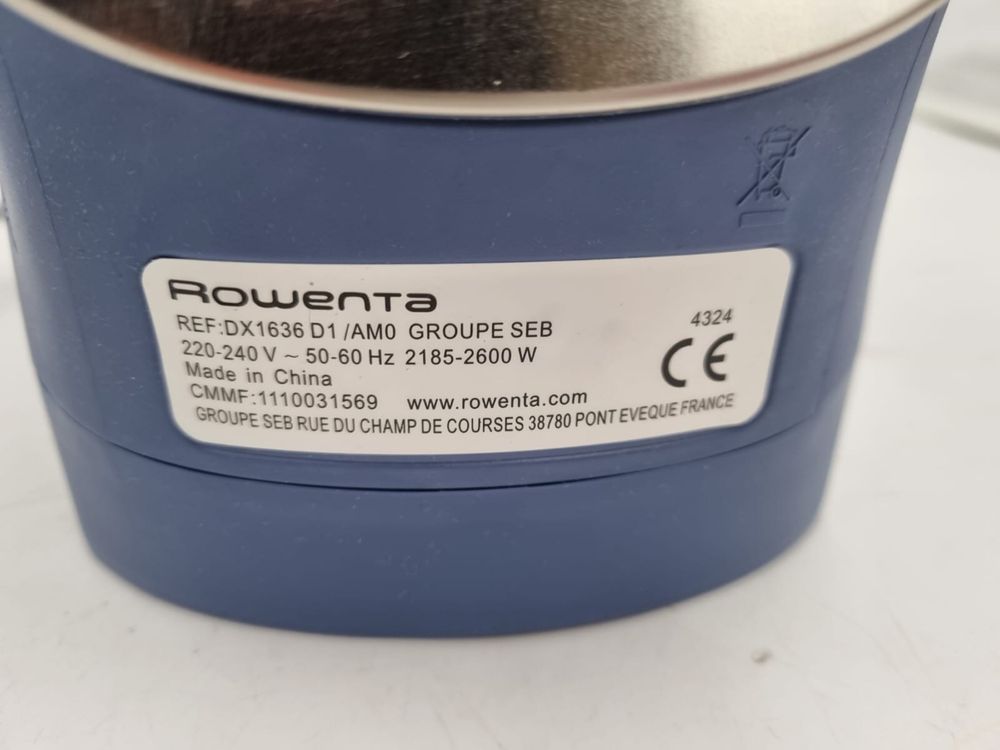 Rowenta
REF:DX1636 D1/AM0 GROUPE SEB
4324
220-240 V ~ 50-60 Hz 2185-2600 W
CE
Made in China
CMMF:1110031569 www.rowenta.com
GROUPE SEB RUE DU CHAMP DE COURSES 38780 PONT EVEQUE FRANCE